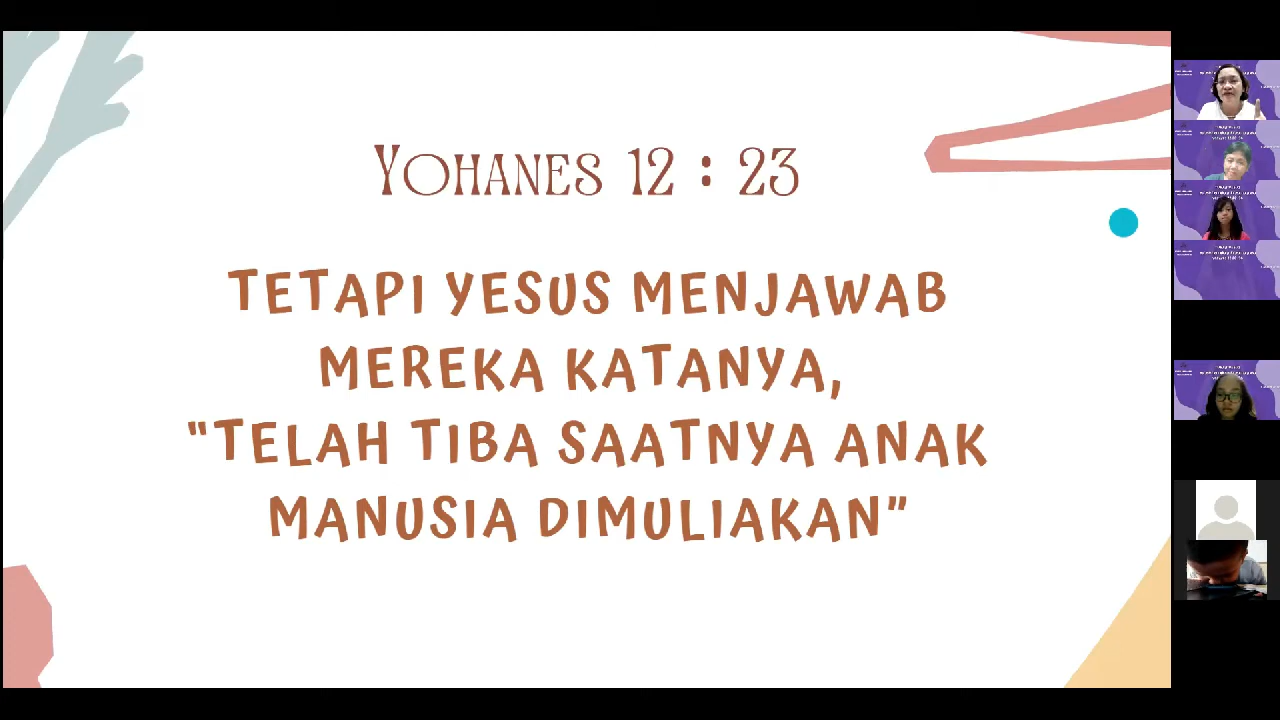 YOHANES 12 : 23
TETAPI YESUS MENJAWAB
MEREKA KATANYA,
"TELAH TIBA SAATNYA ANAK
MANUSIA DIMULIAKAN"